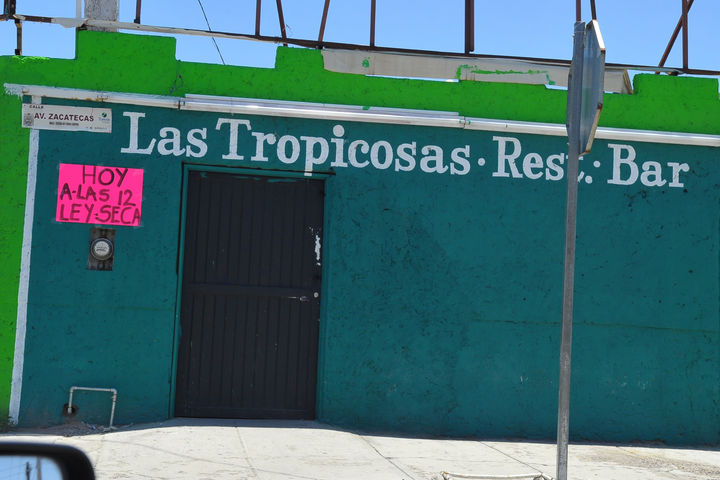 CALLE
AV. ZACATECAS
Las Tropicosas · Rest. Bar
HOY
A-LAS 12
LEY-SECA